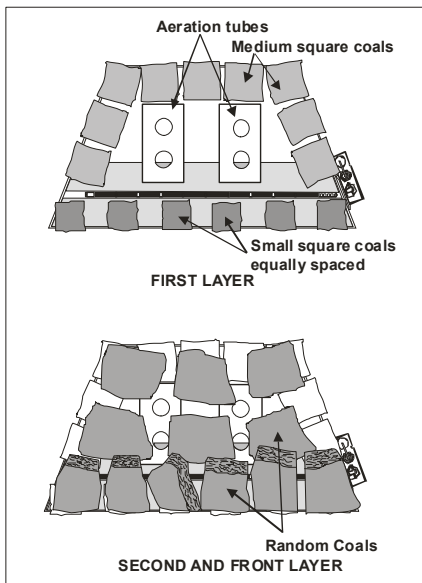 Aeration tubes
Medium square coals
Small square coals
equally spaced
FIRST LAYER
Random Coals
SECOND AND FRONT LAYER